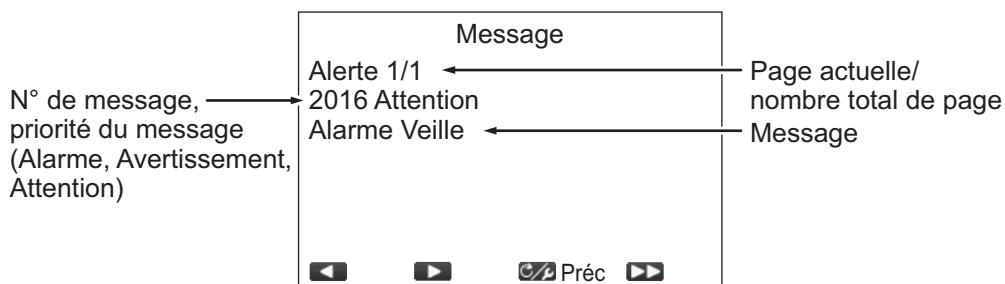 Message
Alerte 1/1
2016 Attention
Alarme Veille
Préc
N° de message,
priorité du message
(Alarme, Avertissement,
Attention)
Page actuelle/
nombre total de page
Message